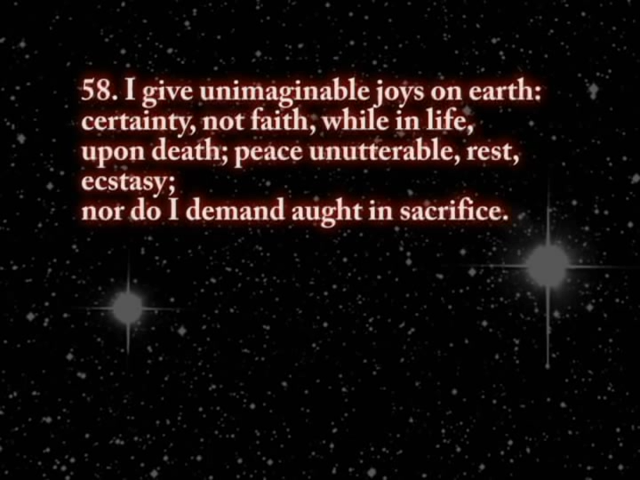 58. I give unimaginable joys on earth:
certainty, not faith, while in life,
upon death; peace unutterable, rest,
ecstasy;
nor do I demand aught in sacrifice.